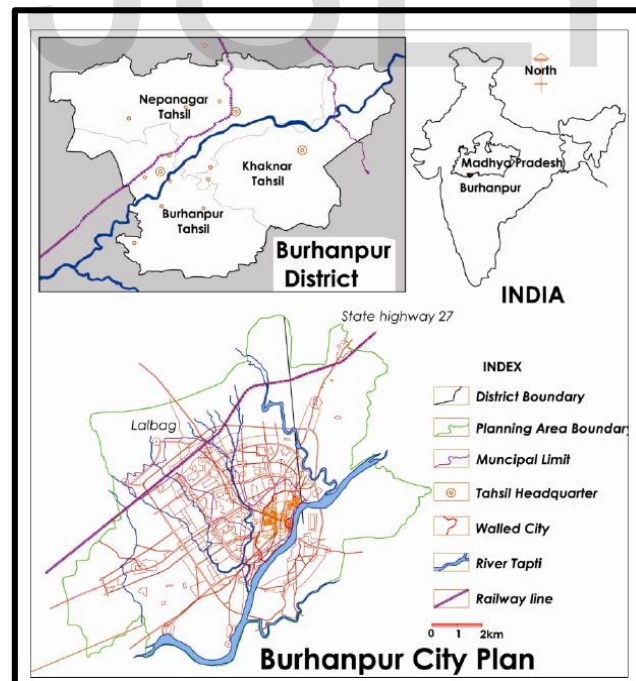 North
Nepanagar
Tahsil
Khaknar
Tahsil
Burhanpur
Tahsil
Burhanpur
District
Madhya Pradesh
Burhanpur
INDIA
State highway 27
Lalbag
INDEX
District Boundary
Planning Area Boundary
Muncipal Limit
Tahsil Headquarter
Walled City
River Tapti
Railway line
0 1 2km
Burhanpur City Plan